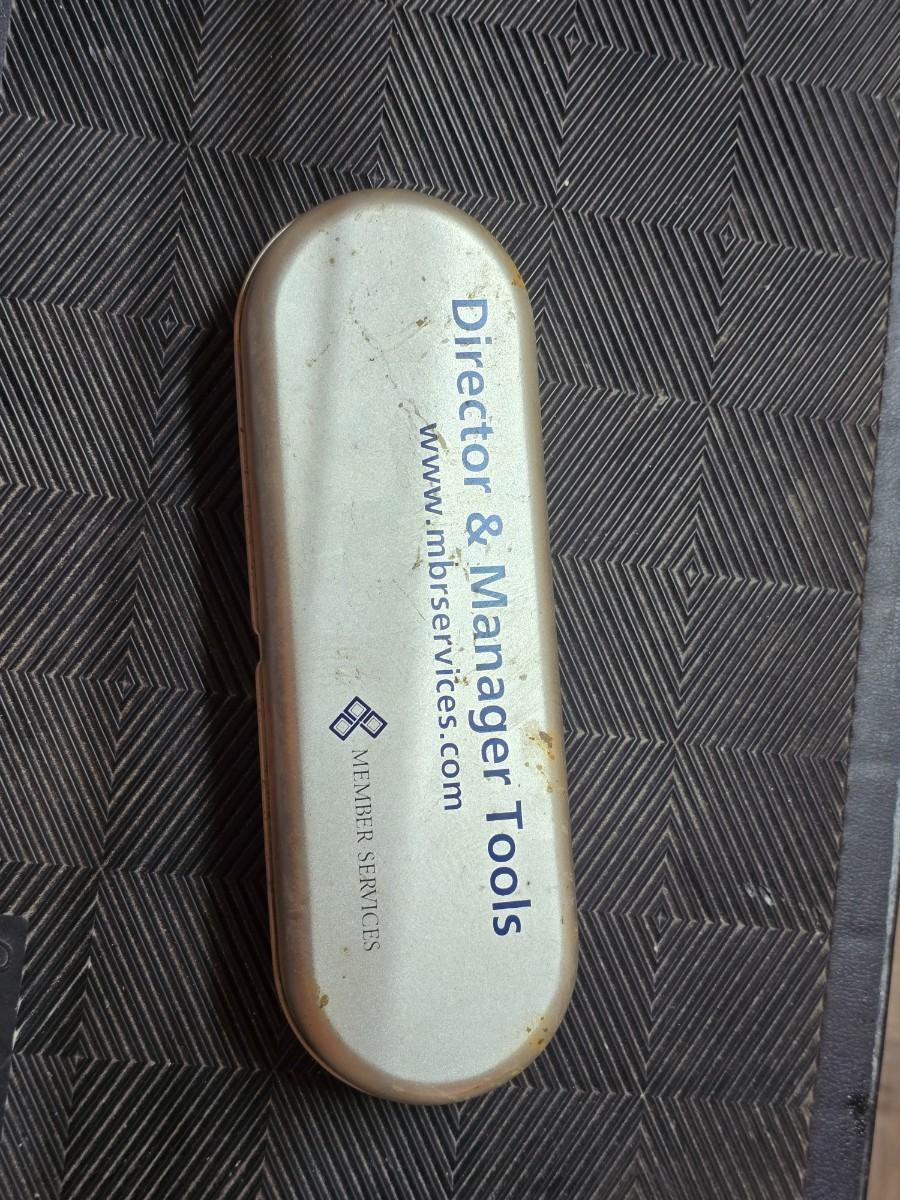 Director & Manager Tools
www.mbrservices.com
MEMBER SERVICES